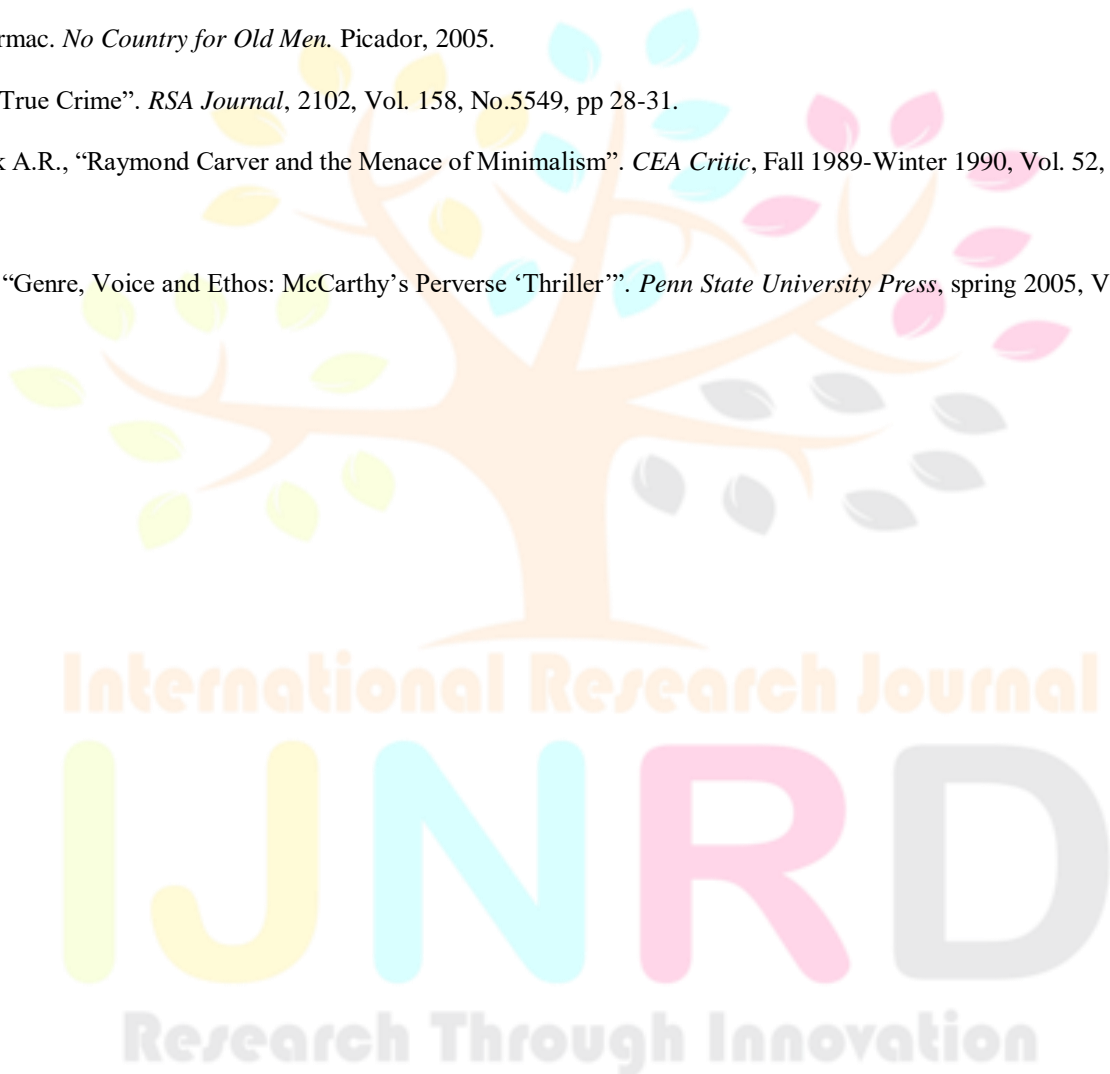 rmac. No Country for Old Men. Picador, 2005.
True Crime”. RSA Journal, 2102, Vol. 158, No.5549, pp 28-31.
k A.R., “Raymond Carver and the Menace of Minimalism”. CEA Critic, Fall 1989-Winter 1990, Vol. 52,
“Genre, Voice and Ethos: McCarthy’s Perverse ‘Thriller’”. Penn State University Press, spring 2005, V
International Research Journal
IJNRD
Research Through Innovation